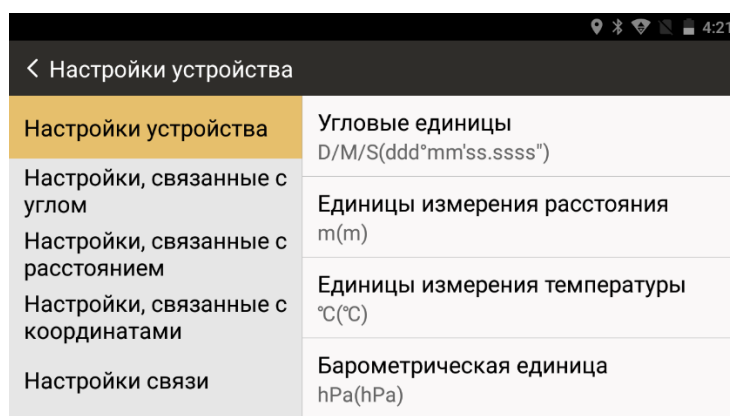 4:21
Настройки устройства
Настройки устройства
Настройки, связанные с
углом
Настройки, связанные с
расстоянием
Настройки, связанные с
координатами
Настройки связи
Угловые единицы
D/M/S(ddd°mm'ss.ssss")
Единицы измерения расстояния
m(m)
Единицы измерения температуры
℃(℃)
Барометрическая единица
hPa(hPa)